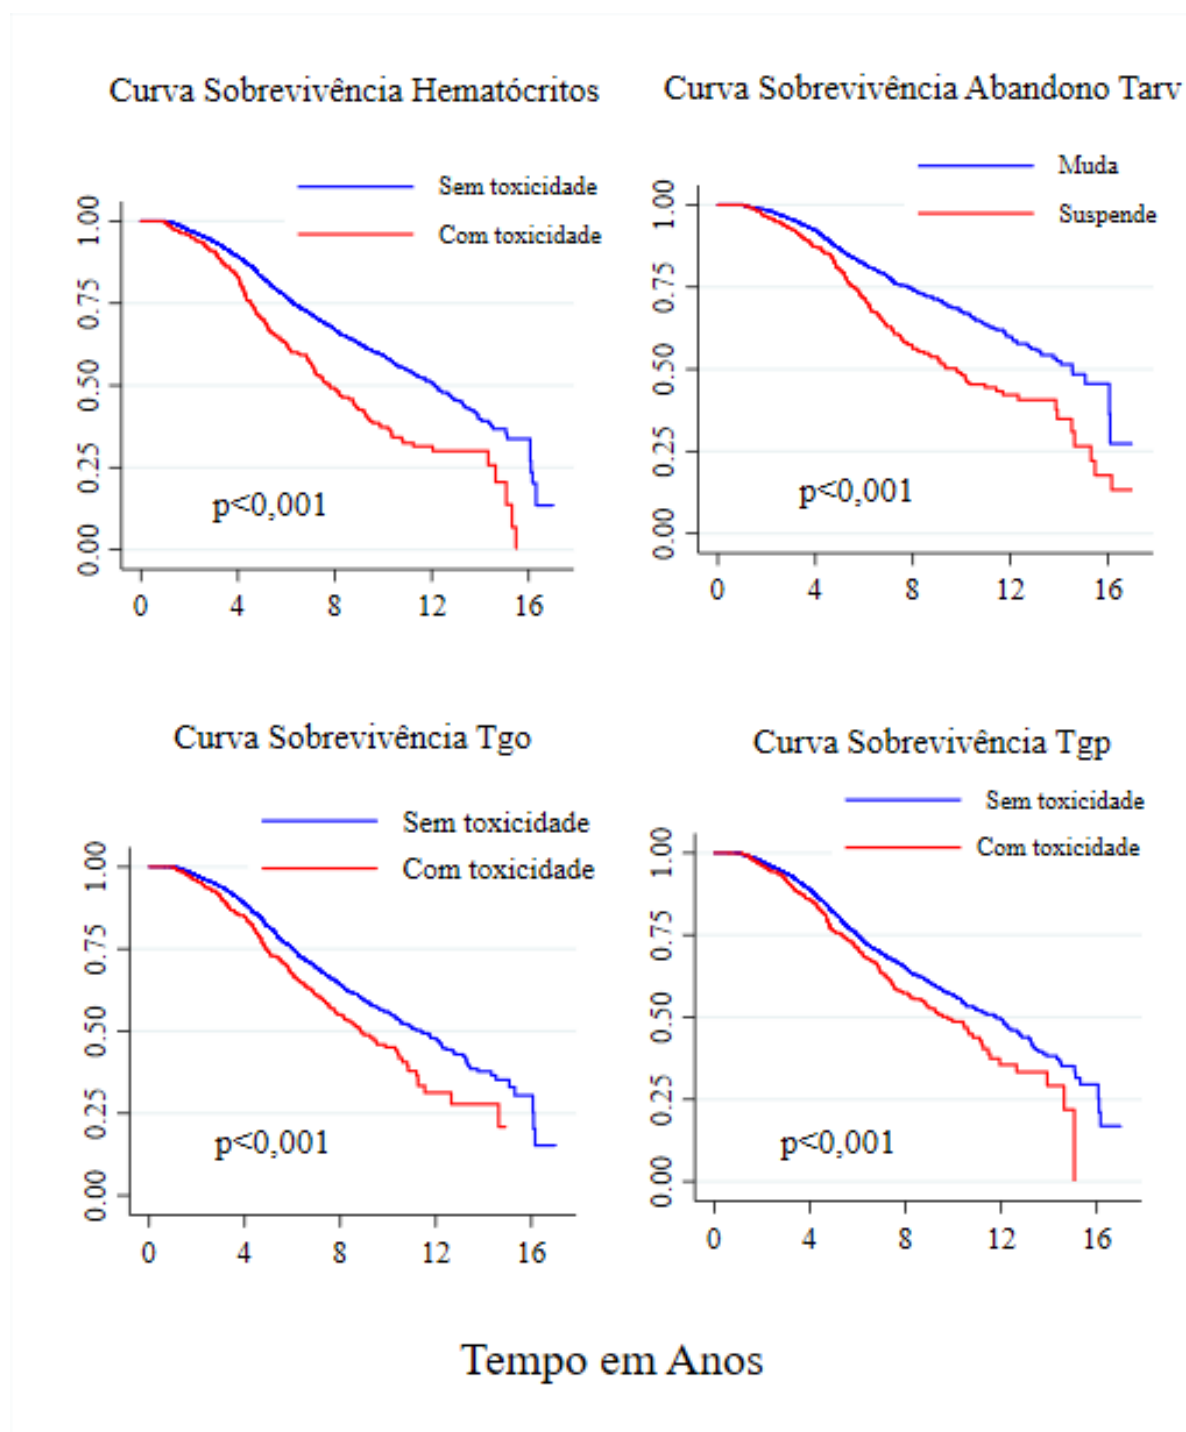 Curva Sobrevivência Hematócritos
Sem toxicidade
Com toxicidade
1.00
0.75
0.50
0.25
0.00
p<0,001
0 4 8 12 16
Curva Sobrevivência Abandono Tarv
Muda
Suspende
1.00
0.75
0.50
0.25
0.00
p<0,001
0 4 8 12 16
Curva Sobrevivência Tgo
Sem toxicidade
Com toxicidade
1.00
0.75
0.50
0.25
0.00
p<0,001
0 4 8 12 16
Curva Sobrevivência Tgp
Sem toxicidade
Com toxicidade
1.00
0.75
0.50
0.25
0.00
p<0,001
0 4 8 12 16
Tempo em Anos